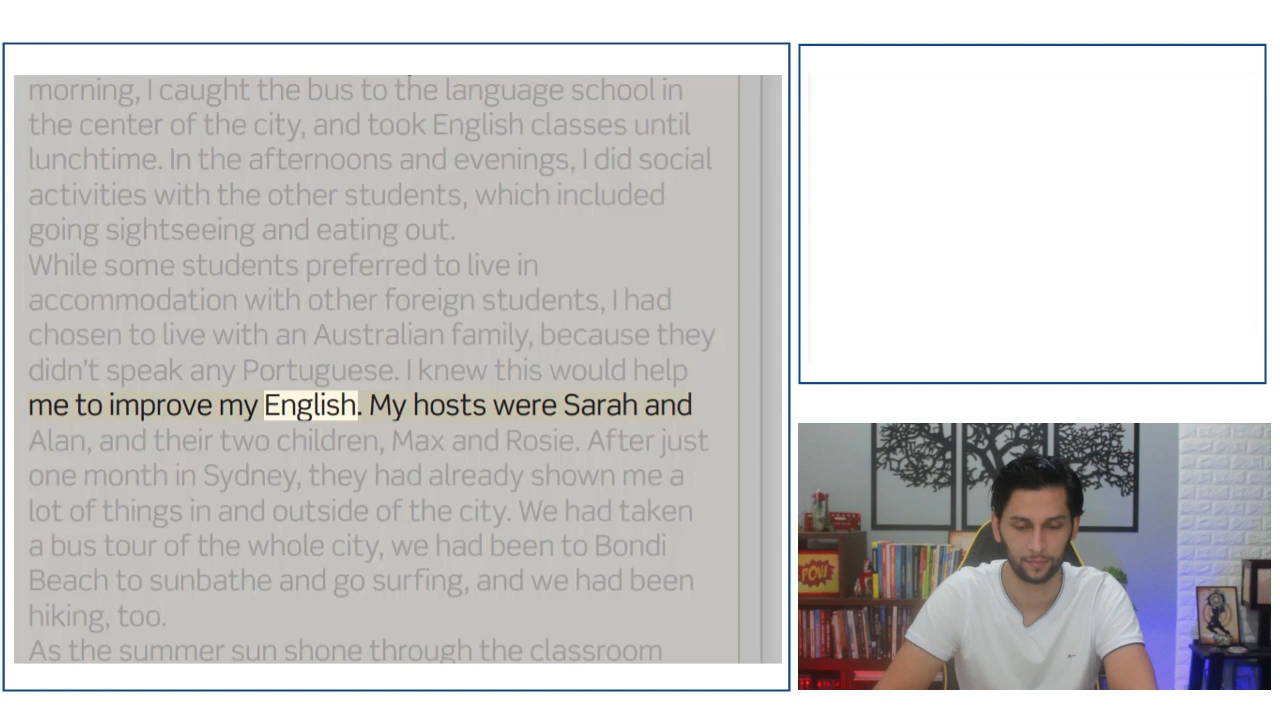 morning, I caught the bus to the language school in
the center of the city, and took English classes until
lunchtime. In the afternoons and evenings, I did social
activities with the other students, which included
going sightseeing and eating out.
While some students preferred to live in
accommodation with other foreign students, I had
chosen to live with an Australian family, because they
didn't speak any Portuguese. I knew this would help
me to improve my English. My hosts were Sarah and
Alan, and their two children, Max and Rosie. After just
one month in Sydney, they had already shown me a
lot of things in and outside of the city. We had taken
a bus tour of the whole city, we had been to Bondi
Beach to sunbathe and go surfing, and we had been
hiking, too.
As the summer sun shone through the classroom
POW!